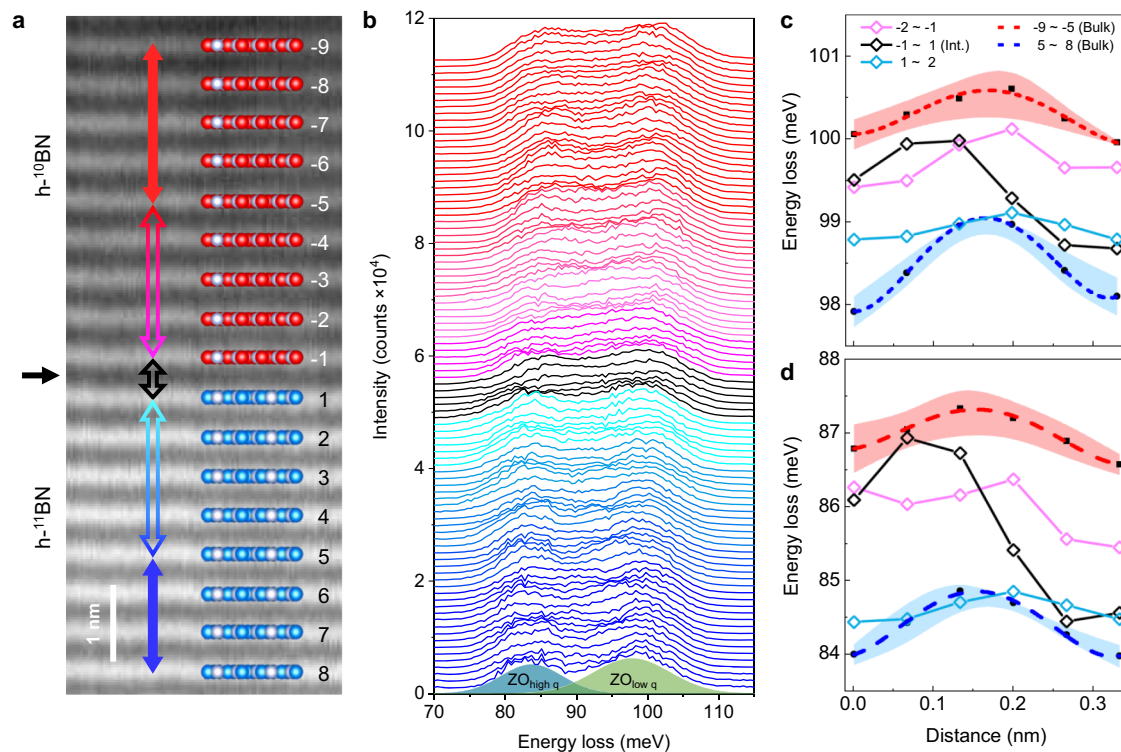 a
h-¹⁰BN
h-¹¹BN
-9
-8
-7
-6
-5
-4
-3
-2
-1
1
2
3
4
5
6
7
8
1 nm
b
Intensity (counts ×10⁴)
12
10
8
6
4
2
0
ZOhigh q
ZOlow q
70 80 90 100 110
Energy loss (meV)
c
-2 ~ -1
-1 ~ 1 (Int.)
1 ~ 2
-9 ~ -5 (Bulk)
5 ~ 8 (Bulk)
Energy loss (meV)
101
100
99
98
d
Energy loss (meV)
88
87
86
85
84
0.0 0.1 0.2 0.3
Distance (nm)